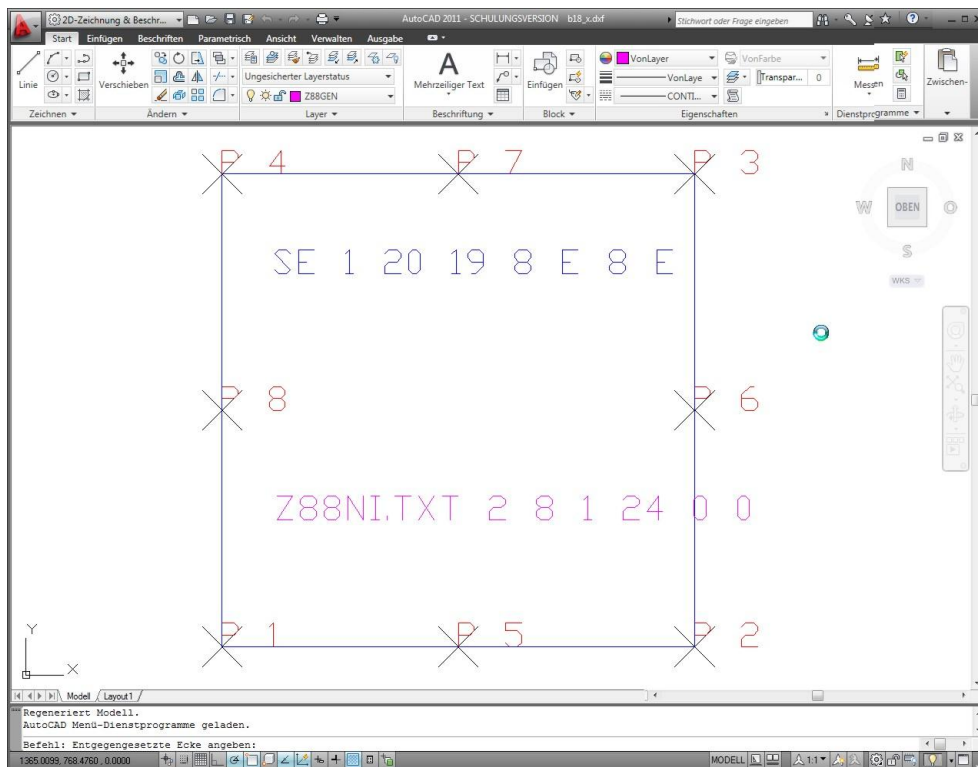 2D-Zeichnung & Beschr...
AutoCAD 2011 - SCHULUNGSVERSION b18_x.dxf
Stichwort oder Frage eingeben
Start Einfügen Beschriften Parametrisch Ansicht Verwalten Ausgabe
Linie
Verschieben
Ungesicherter Layerstatus
Z88GEN
Mehrzeiliger Text
Einfügen
VonLayer
VonLaye
CONTI...
VonFarbe
Transpar... 0
Messen
Zwischen-
Zeichnen
Ändern
Layer
Beschriftung
Block
Eigenschaften
Dienstprogramme
P 4 P 7 P 3
N
W OBEN O
S
WKS
SE 1 20 19 8 E 8 E
P 8 P 6
Z88NI.TXT 2 8 1 24 0 0
P 1 P 5 P 2
Y
X
Modell Layout1
Regeneriert Modell.
AutoCAD Menü-Dienstprogramme geladen.
Befehl: Entgegengesetzte Ecke angeben:
1365.0099, 768.4760, 0.0000
MODELL
1:1